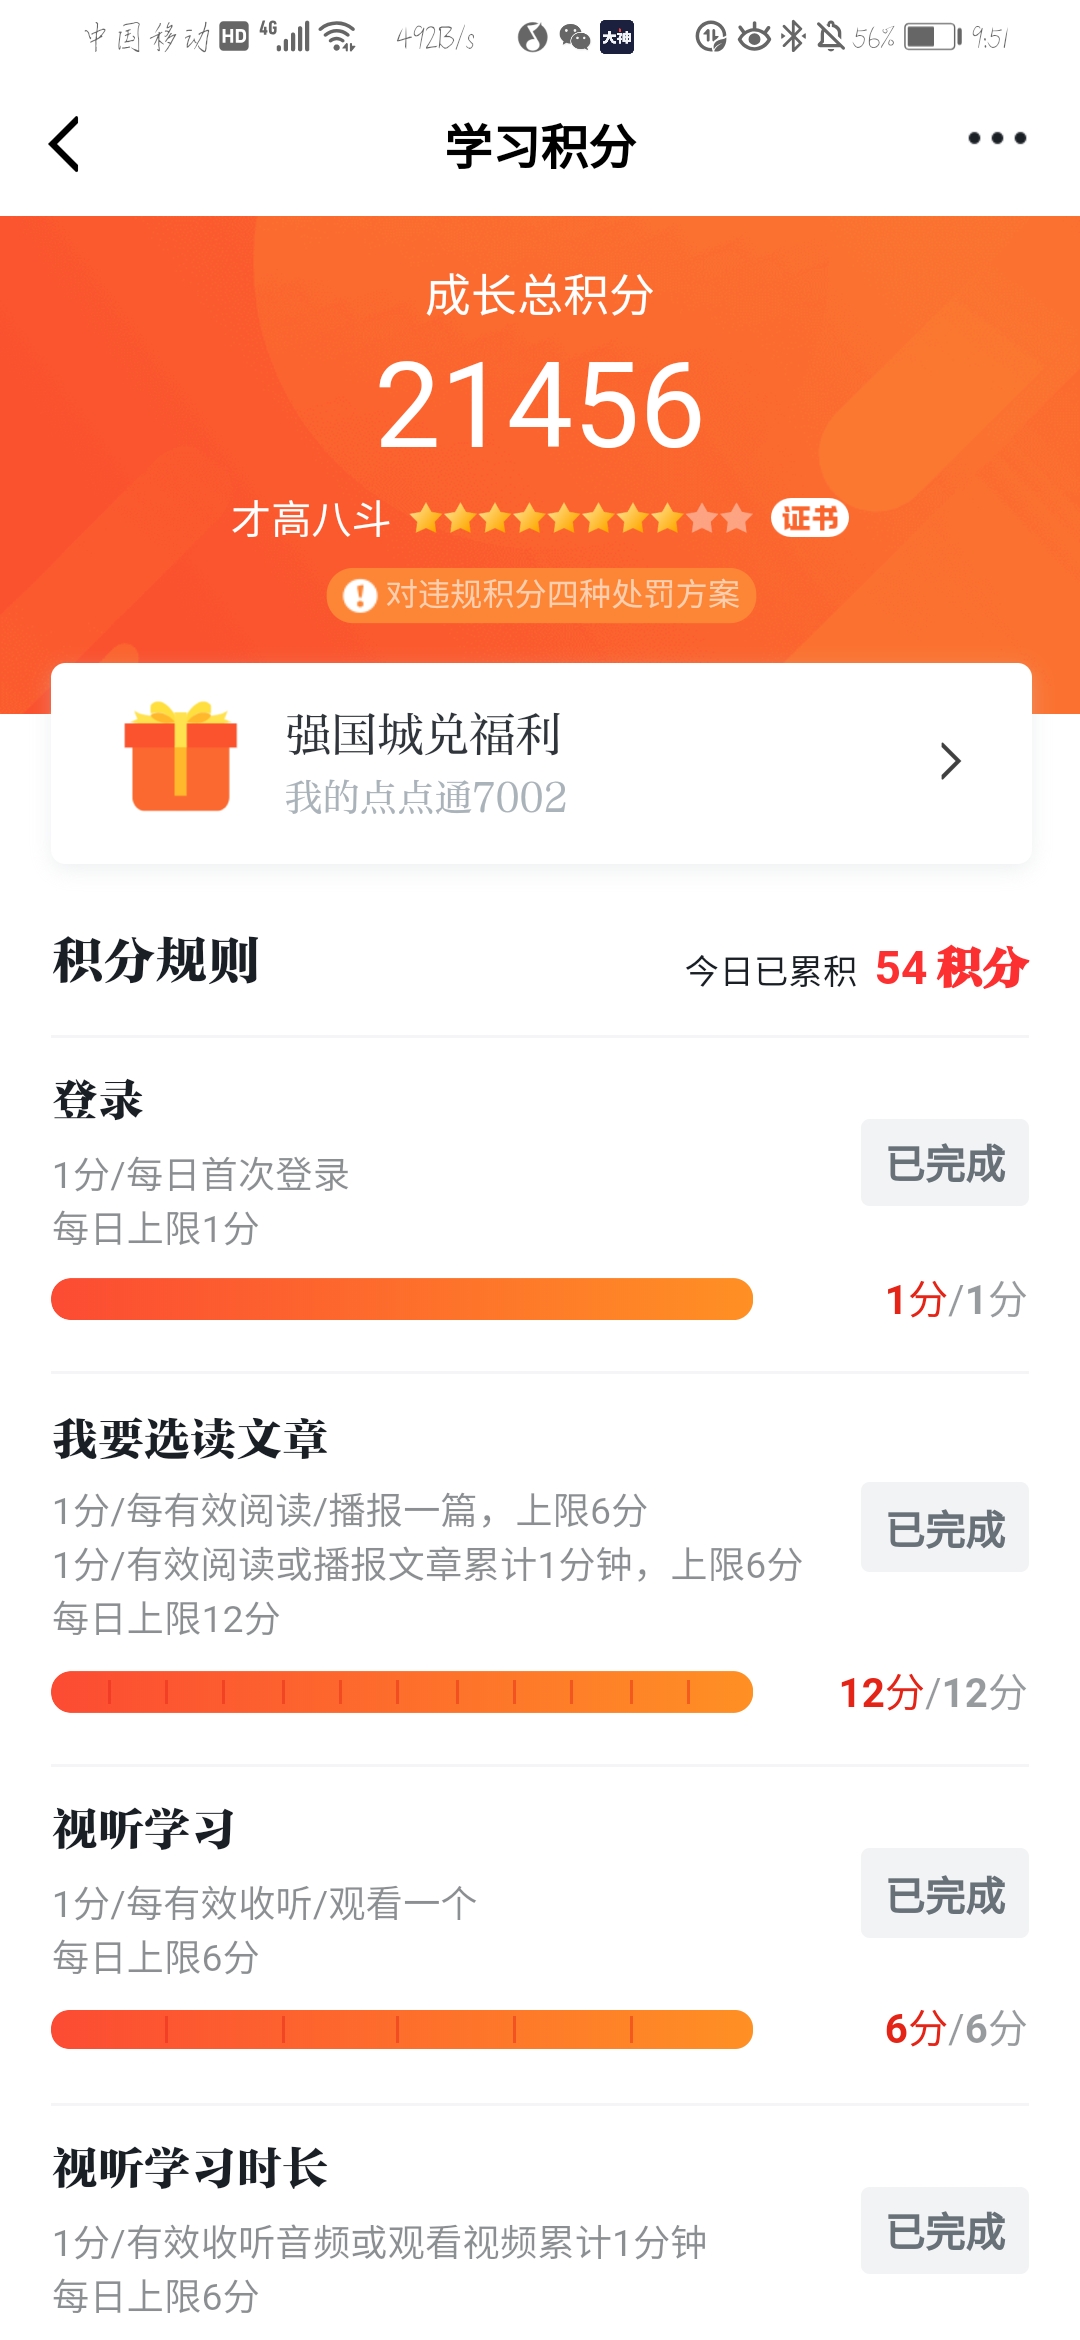 中国移动 HD 4G 492B/s 大神 56% 9:51
学习积分
成长总积分
21456
才高八斗 证书
对违规积分四种处罚方案
强国城兑福利
我的点点通7002
积分规则 今日已累积 54 积分
登录
1分/每日首次登录
已完成
每日上限1分
1分/1分
我要选读文章
1分/每有效阅读/播报一篇，上限6分
已完成
1分/有效阅读或播报文章累计1分钟，上限6分
每日上限12分
12分/12分
视听学习
1分/每有效收听/观看一个
已完成
每日上限6分
6分/6分
视听学习时长
1分/有效收听音频或观看视频累计1分钟
已完成
每日上限6分